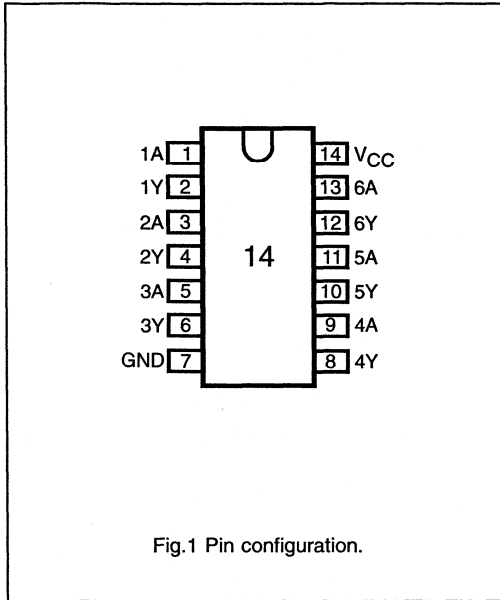 1A 1 14 VCC
1Y 2 13 6A
2A 3 12 6Y
2Y 4 14 11 5A
3A 5 10 5Y
3Y 6 9 4A
GND 7 8 4Y
Fig.1 Pin configuration.